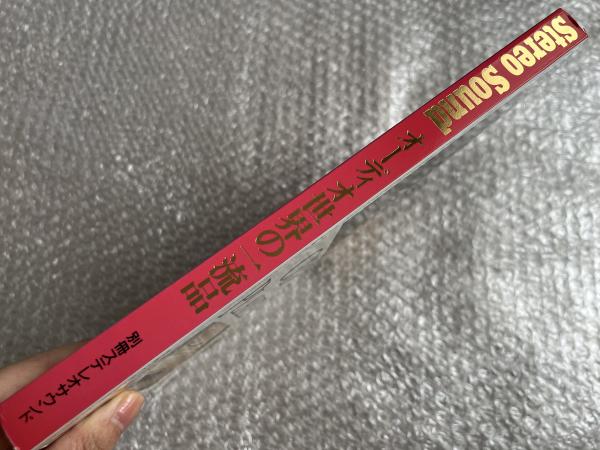 Stereo Sound
オーディオ世界の一流品
別冊ステレオサウンド